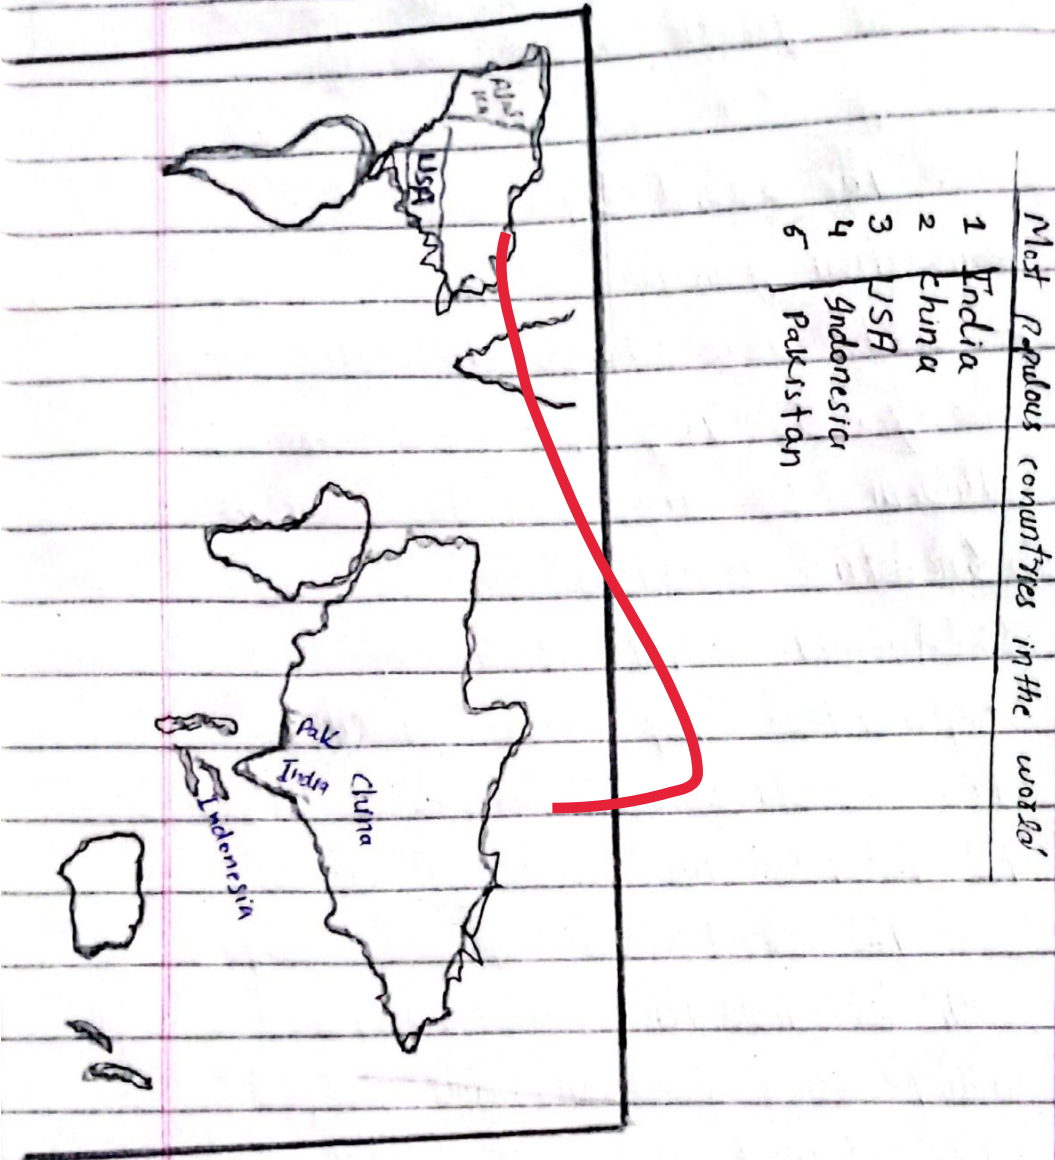 Most Populous conuntries in the world
1 India
2 China
3 USA
4 Indonesia
5 Pakistan
USA
Pak
India
China
Indonesia